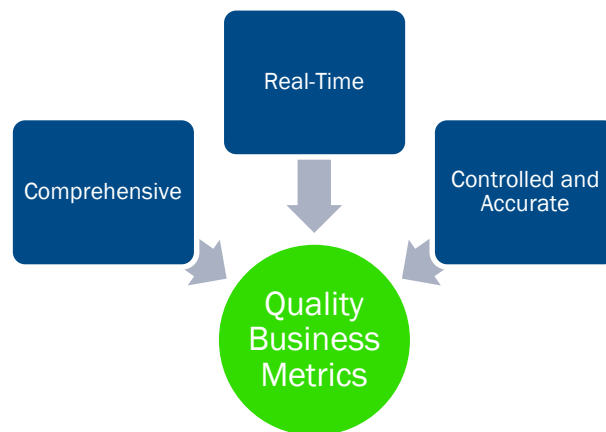 Real-Time
Comprehensive
Controlled and
Accurate
Quality
Business
Metrics